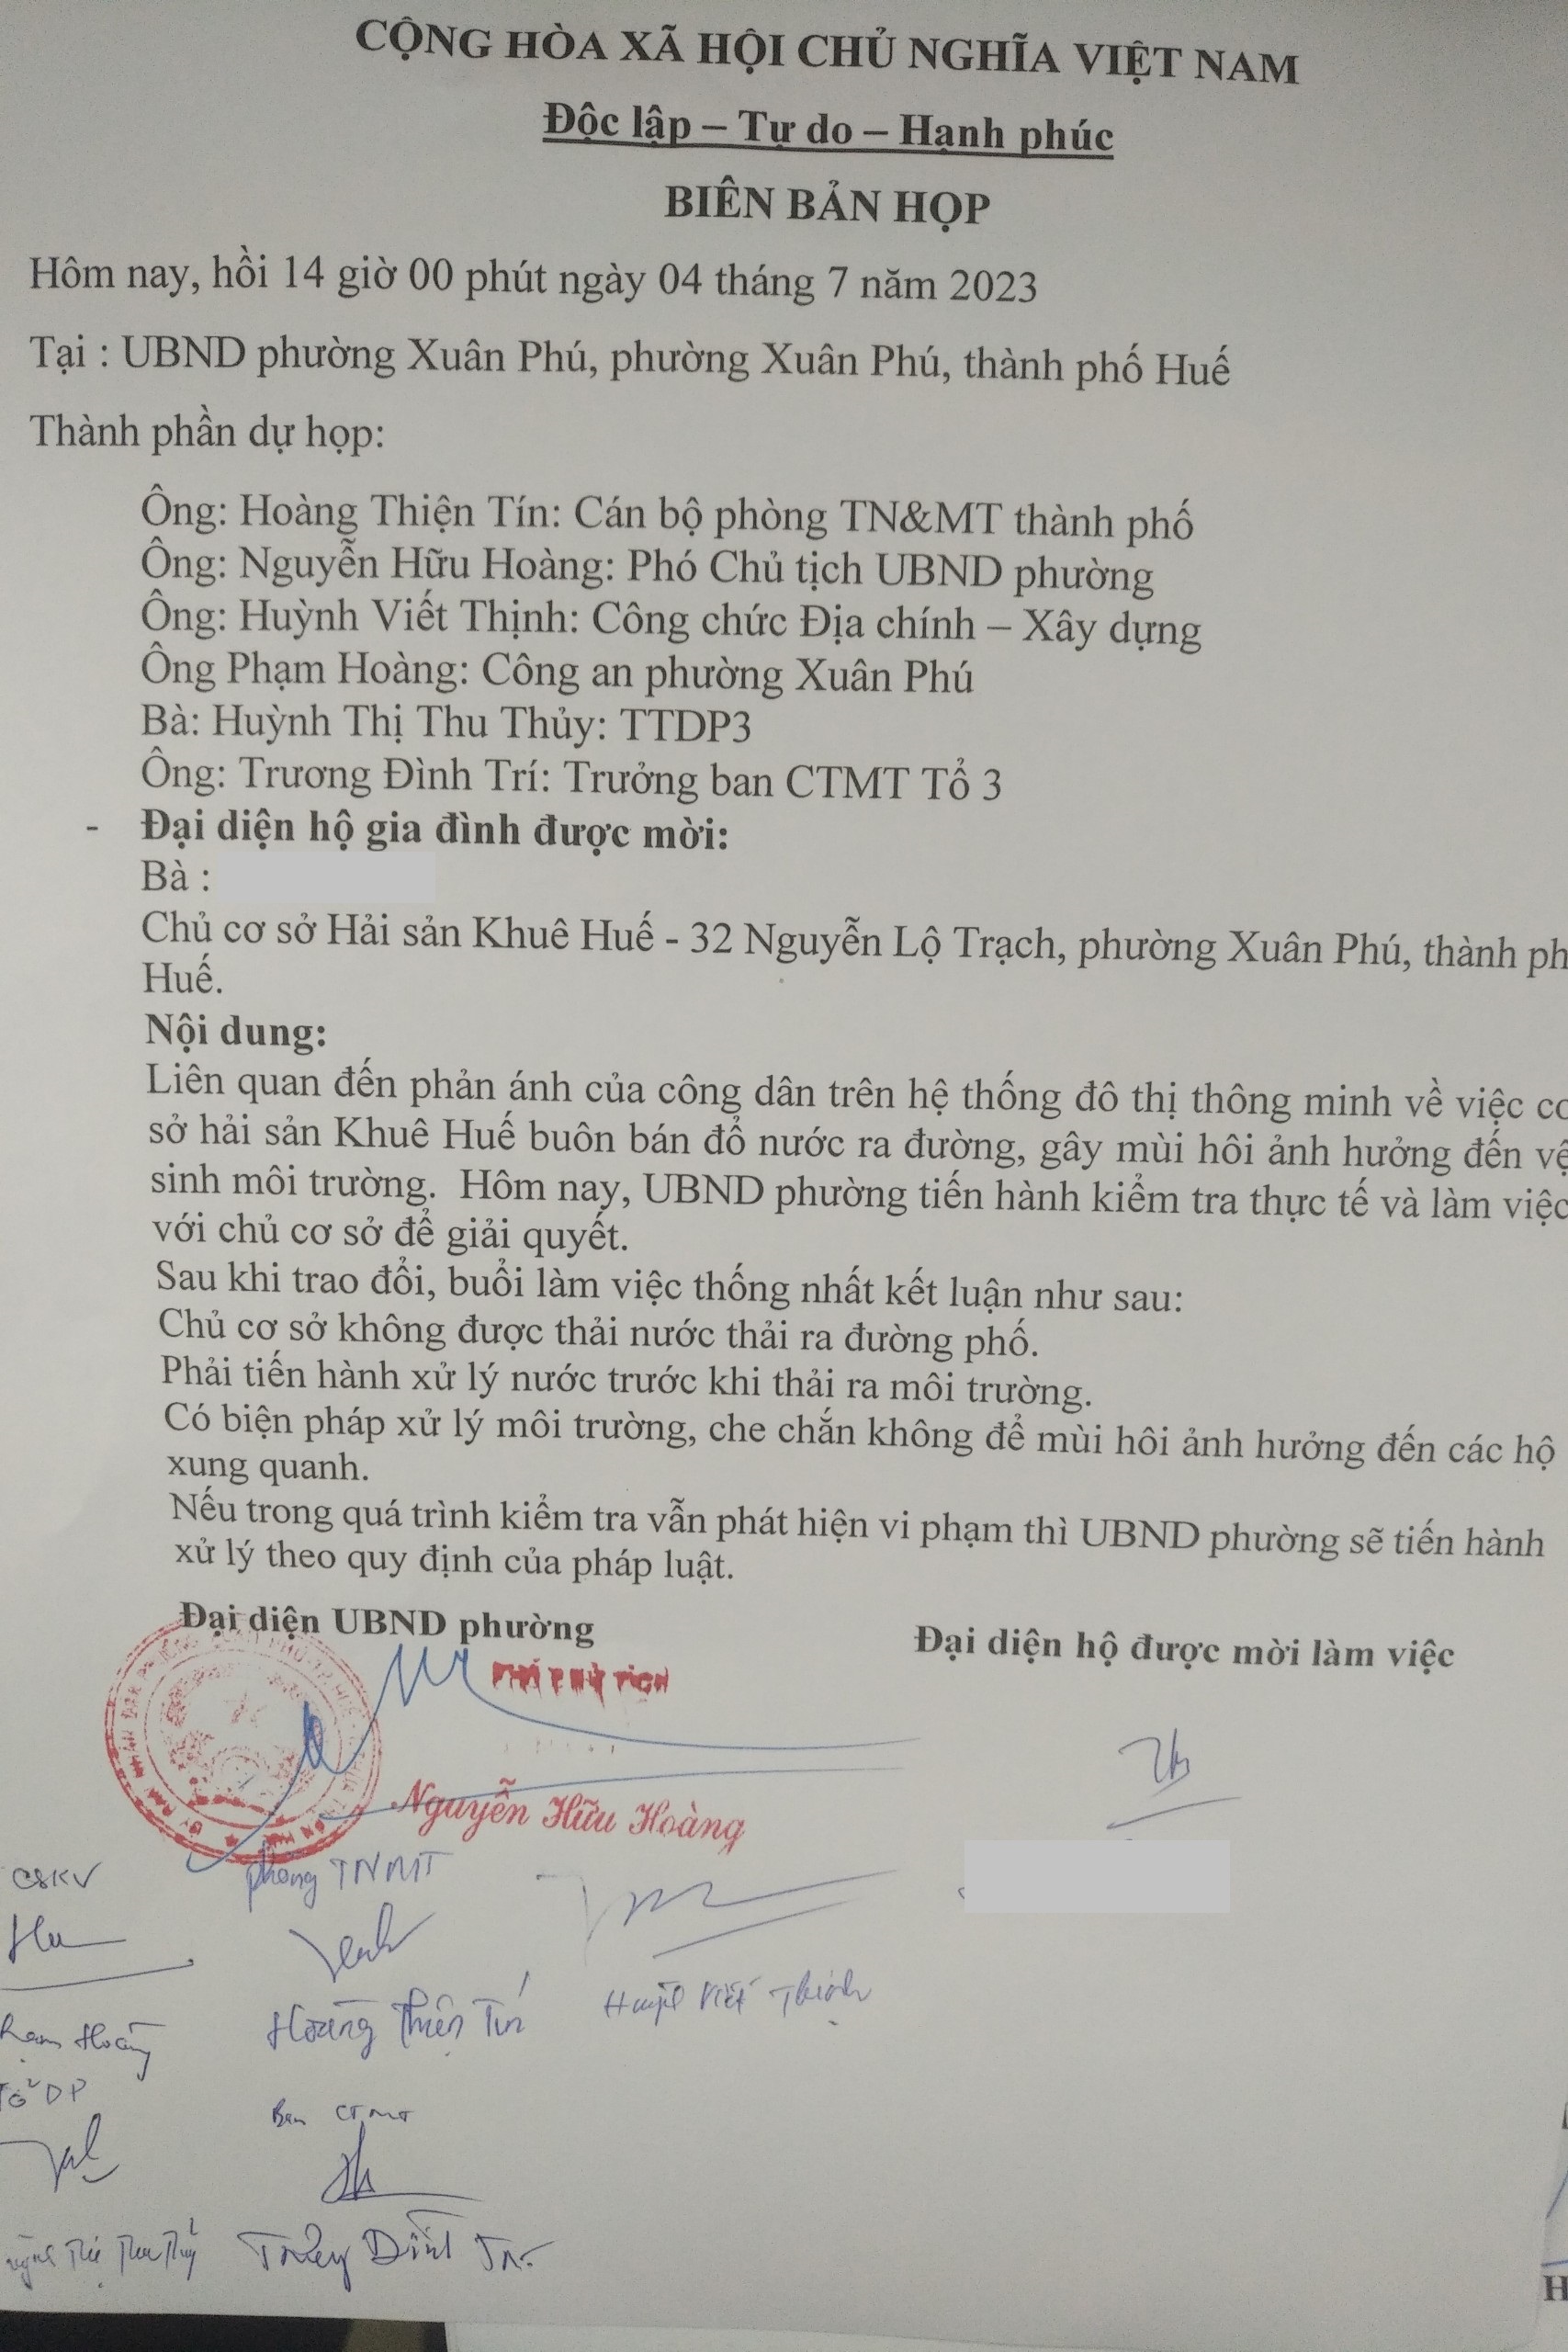 CỘNG HÒA XÃ HỘI CHỦ NGHĨA VIỆT NAM
Độc lập – Tự do – Hạnh phúc
BIÊN BẢN HỌP
Hôm nay, hồi 14 giờ 00 phút ngày 04 tháng 7 năm 2023
Tại : UBND phường Xuân Phú, phường Xuân Phú, thành phố Huế
Thành phần dự họp:
Ông: Hoàng Thiện Tín: Cán bộ phòng TN&MT thành phố
Ông: Nguyễn Hữu Hoàng: Phó Chủ tịch UBND phường
Ông: Huỳnh Viết Thịnh: Công chức Địa chính – Xây dựng
Ông Phạm Hoàng: Công an phường Xuân Phú
Bà: Huỳnh Thị Thu Thủy: TTDP3
Ông: Trương Đình Trí: Trưởng ban CTMT Tổ 3
- Đại diện hộ gia đình được mời:
Bà :
Chủ cơ sở Hải sản Khuê Huế - 32 Nguyễn Lộ Trạch, phường Xuân Phú, thành ph
Huế.
Nội dung:
Liên quan đến phản ánh của công dân trên hệ thống đô thị thông minh về việc cơ
sở hải sản Khuê Huế buôn bán đổ nước ra đường, gây mùi hôi ảnh hưởng đến vệ
sinh môi trường. Hôm nay, UBND phường tiến hành kiểm tra thực tế và làm việc
với chủ cơ sở để giải quyết.
Sau khi trao đổi, buổi làm việc thống nhất kết luận như sau:
Chủ cơ sở không được thải nước thải ra đường phố.
Phải tiến hành xử lý nước trước khi thải ra môi trường.
Có biện pháp xử lý môi trường, che chắn không để mùi hôi ảnh hưởng đến các hộ
xung quanh.
Nếu trong quá trình kiểm tra vẫn phát hiện vi phạm thì UBND phường sẽ tiến hành
xử lý theo quy định của pháp luật.
Đại diện UBND phường
Đại diện hộ được mời làm việc
PHÓ CHỦ TỊCH
Nguyễn Hữu Hoàng
CSKV
phòng TNMT
Hoàng Thiện Tín
Huỳnh Viết Thịnh
Hoàng
Tổ DP
Ban CTMT
Thị Thu Thủy
Trương Đình Trí
H